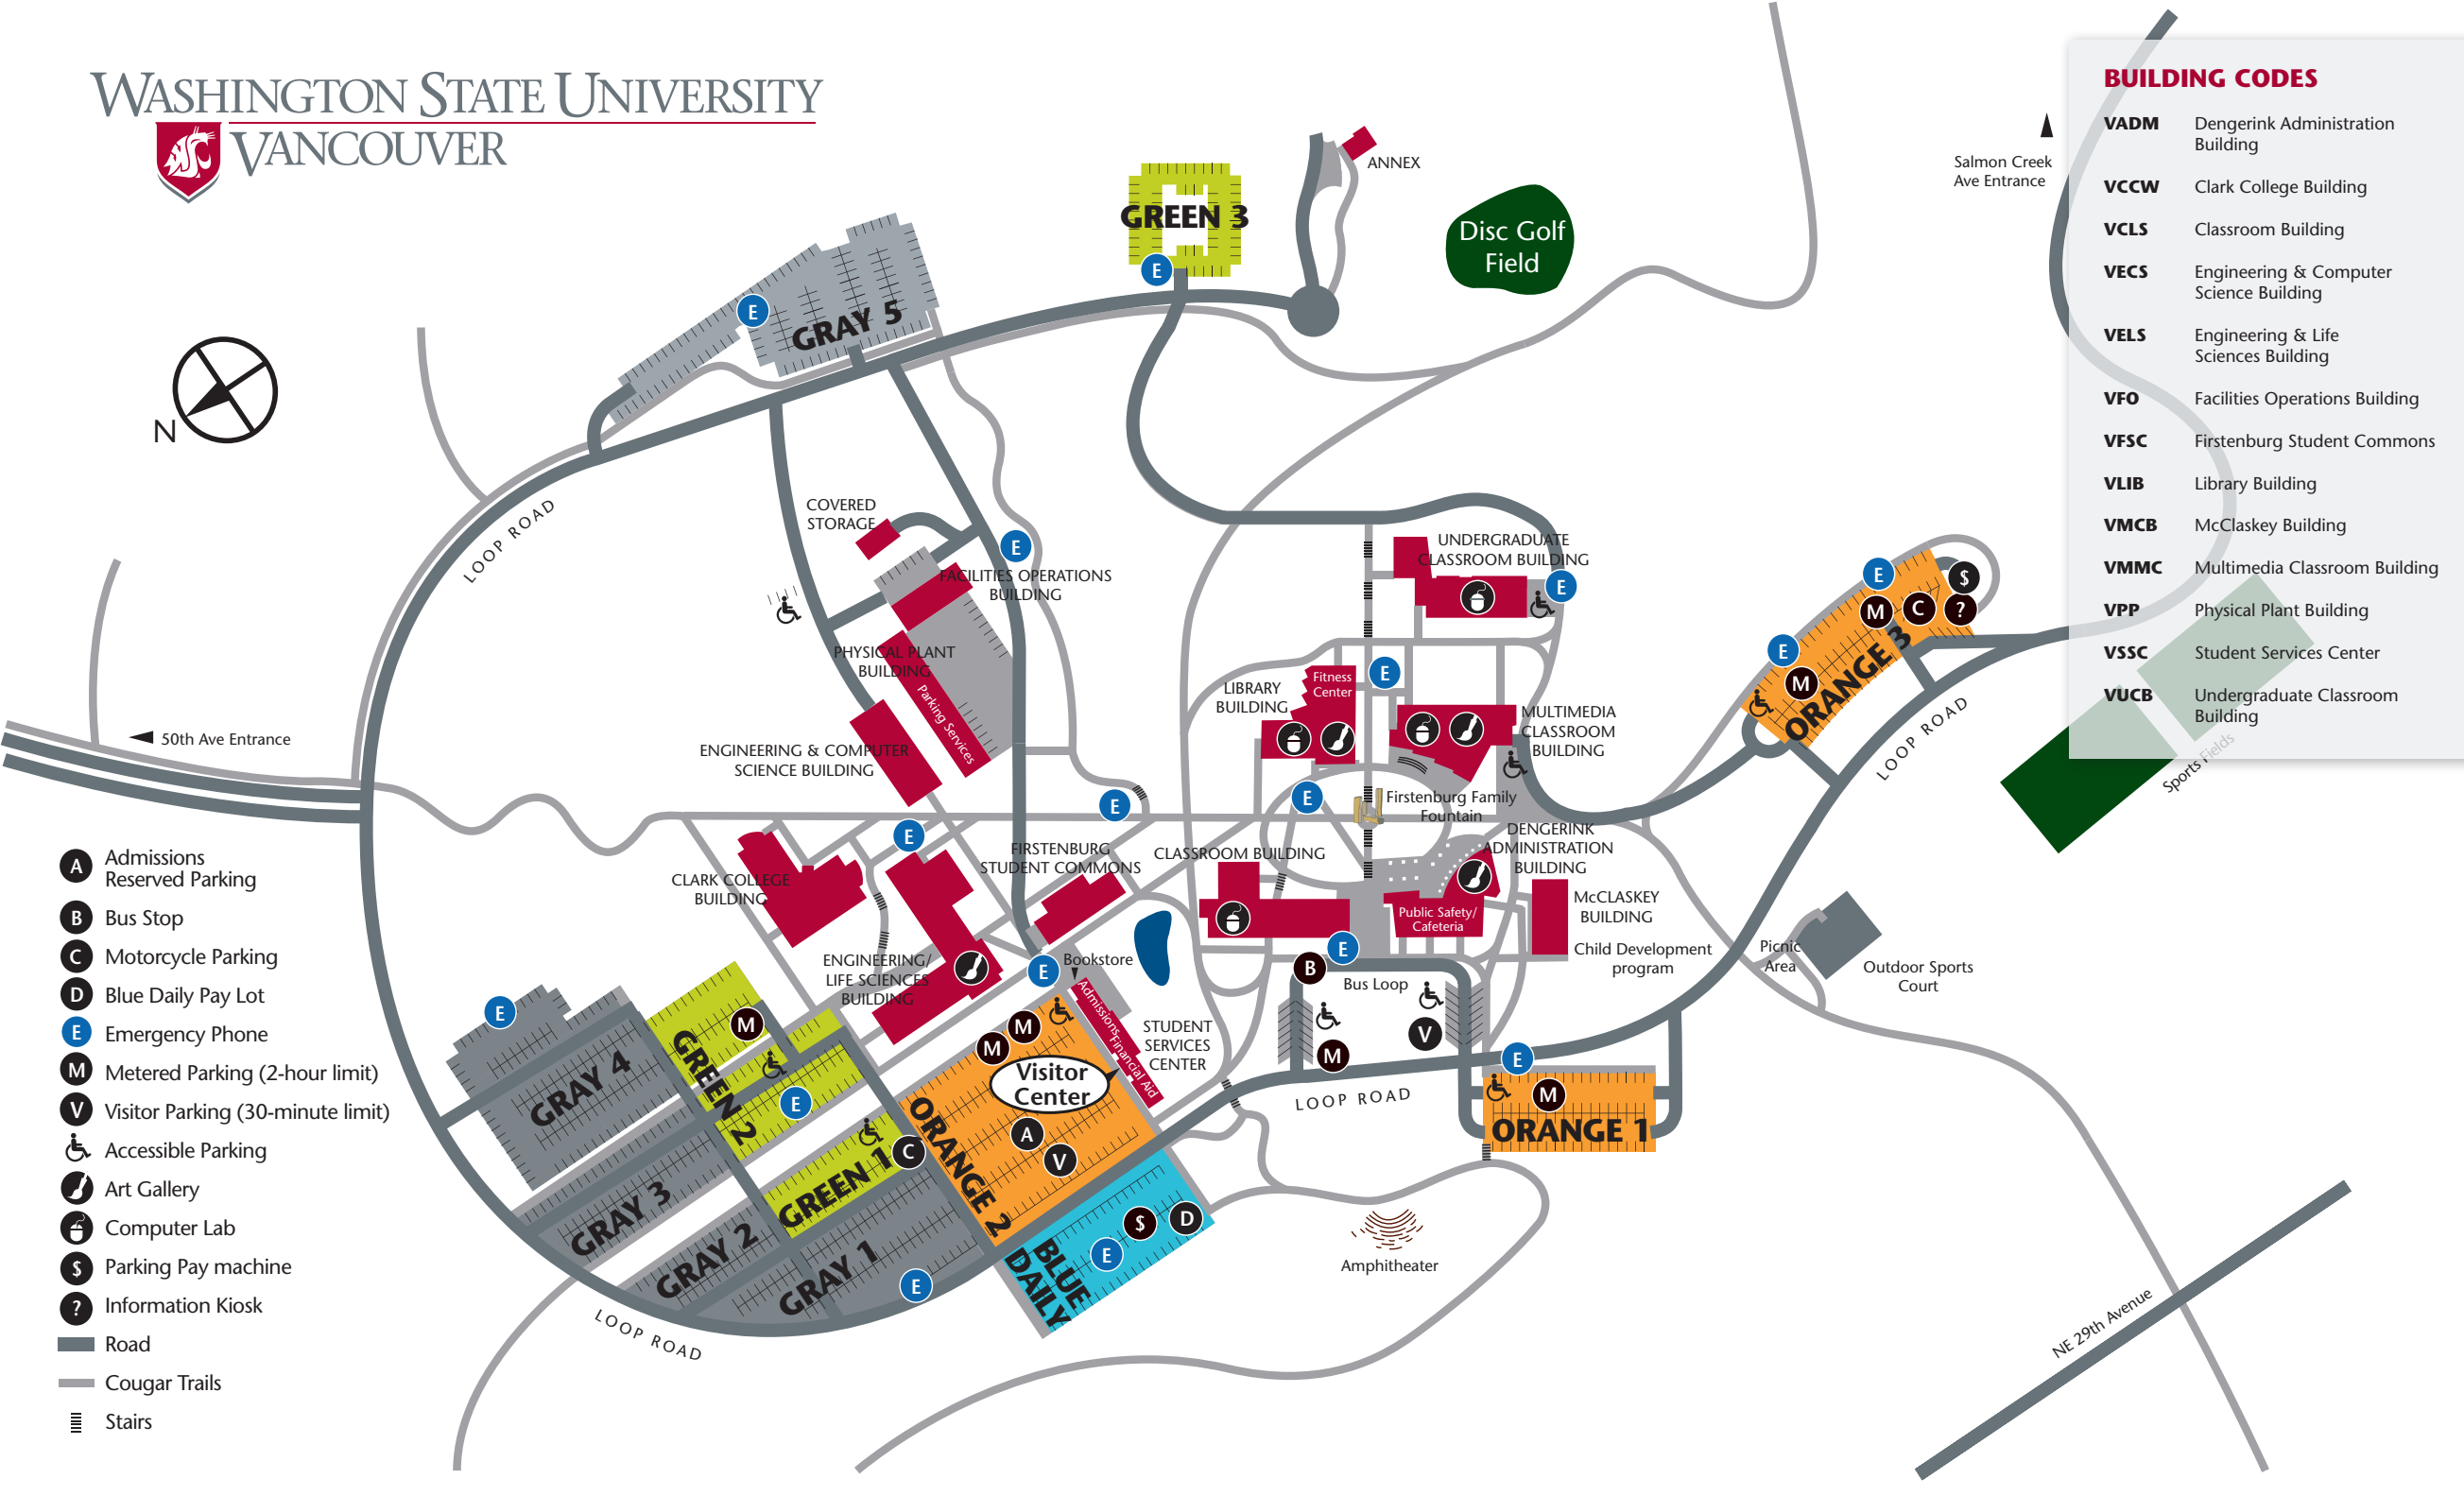 WASHINGTON STATE UNIVERSITY
VANCOUVER
N
GREEN 3
E
ANNEX
Disc Golf
Field
Salmon Creek
Ave Entrance
BUILDING CODES
VADM Dengerink Administration
Building
VCCW Clark College Building
VCLS Classroom Building
VECS Engineering & Computer
Science Building
VELS Engineering & Life
Sciences Building
VFO Facilities Operations Building
VFSC Firstenburg Student Commons
VLIB Library Building
VMCB McClaskey Building
VMMC Multimedia Classroom Building
VPP Physical Plant Building
VSSC Student Services Center
VUCB Undergraduate Classroom
Building
Sports Fields
E
GRAY 5
LOOP ROAD
COVERED
STORAGE
E
FACILITIES OPERATIONS
BUILDING
PHYSICAL PLANT
BUILDING
Parking Services
ENGINEERING & COMPUTER
SCIENCE BUILDING
50th Ave Entrance
UNDERGRADUATE
CLASSROOM BUILDING
E
LIBRARY
BUILDING
Fitness
Center
E
MULTIMEDIA
CLASSROOM
BUILDING
E
M
C
$
?
E
M
ORANGE 3
LOOP ROAD
E
E
Firstenburg Family
Fountain
E
DENGERINK
ADMINISTRATION
BUILDING
CLARK COLLEGE
BUILDING
FIRSTENBURG
STUDENT COMMONS
CLASSROOM BUILDING
Public Safety/
Cafeteria
McCLASKEY
BUILDING
Child Development
program
Picnic
Area
Outdoor Sports
Court
ENGINEERING/
LIFE SCIENCES
BUILDING
E
Bookstore
Admissions
Financial Aid
STUDENT
SERVICES
CENTER
E
B
Bus Loop
V
M
LOOP ROAD
E
M
ORANGE 1
E
GRAY 4
M
GREEN 2
E
GRAY 3
GREEN 1
C
GRAY 2
GRAY 1
E
M
M
Visitor
Center
A
V
ORANGE 2
BLUE
DAILY
E
$
D
LOOP ROAD
Amphitheater
NE 29th Avenue
A Admissions
Reserved Parking
B Bus Stop
C Motorcycle Parking
D Blue Daily Pay Lot
E Emergency Phone
M Metered Parking (2-hour limit)
V Visitor Parking (30-minute limit)
Accessible Parking
Art Gallery
Computer Lab
$ Parking Pay machine
? Information Kiosk
Road
Cougar Trails
Stairs